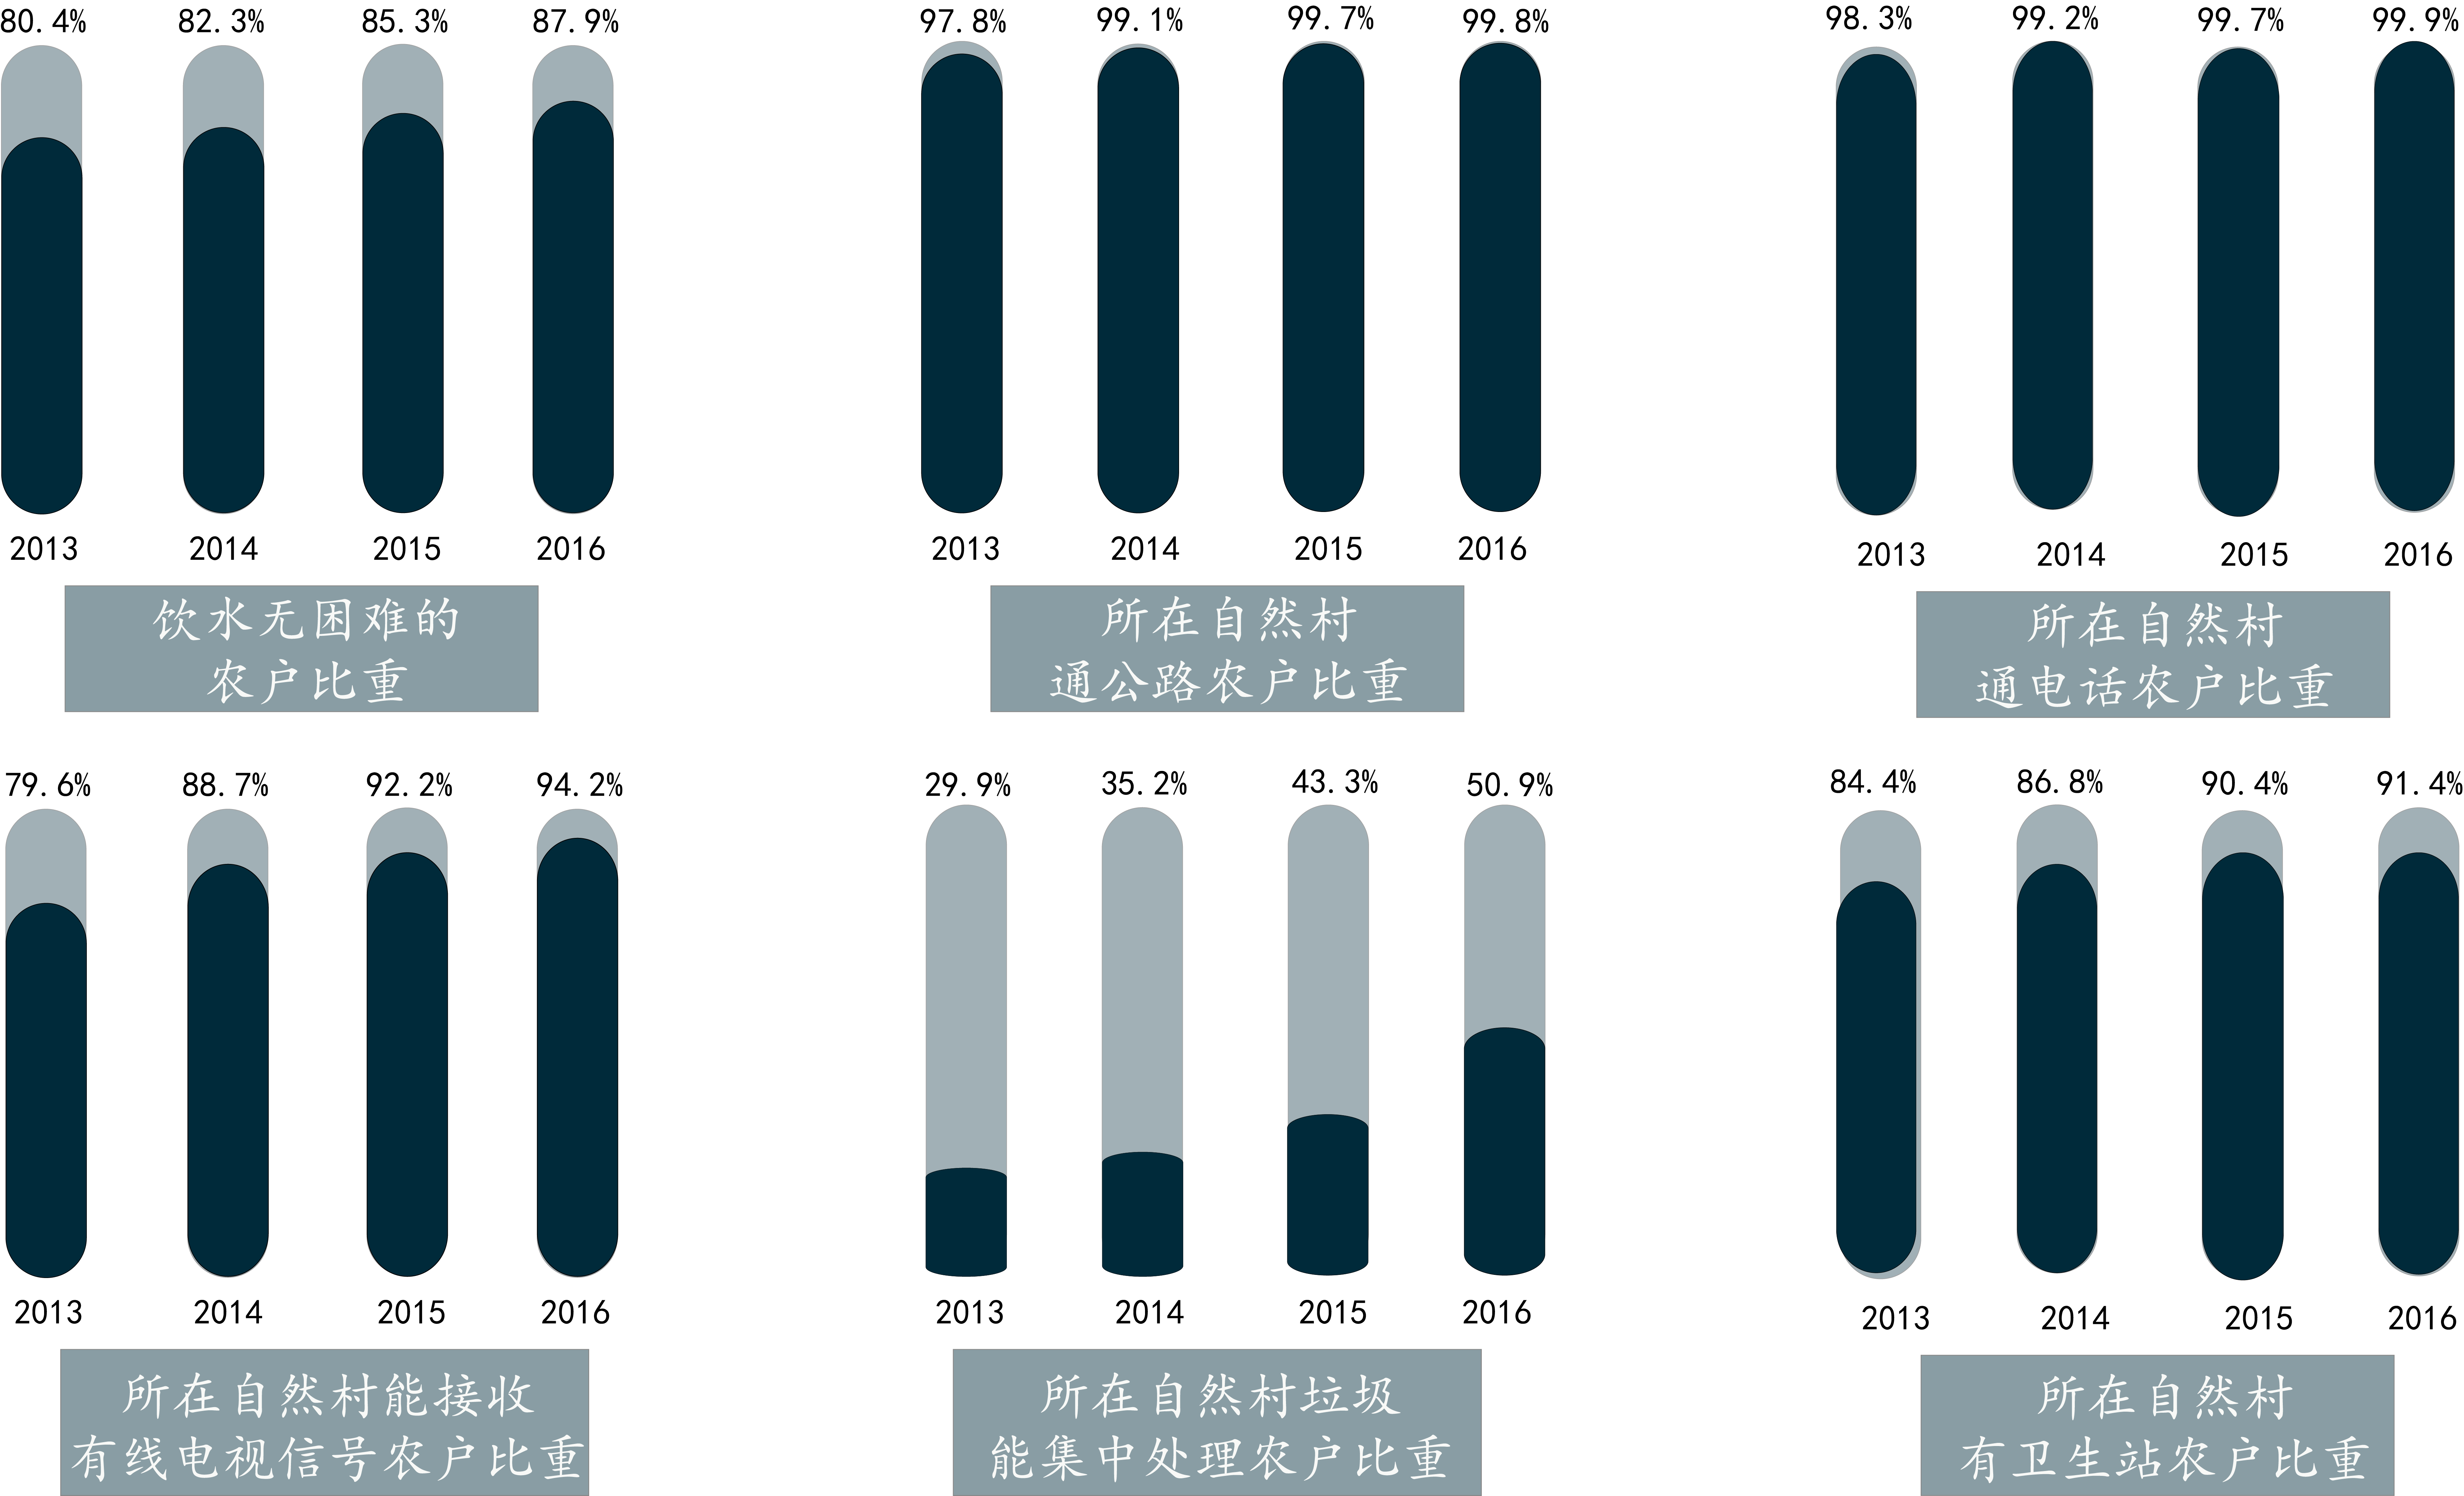 80.4% 82.3% 85.3% 87.9%
2013 2014 2015 2016
饮水无困难的
农户比重
97.8% 99.1% 99.7% 99.8%
2013 2014 2015 2016
所在自然村
通公路农户比重
98.3% 99.2% 99.7% 99.9%
2013 2014 2015 2016
所在自然村
通电话农户比重
79.6% 88.7% 92.2% 94.2%
2013 2014 2015 2016
所在自然村能接收
有线电视信号农户比重
29.9% 35.2% 43.3% 50.9%
2013 2014 2015 2016
所在自然村垃圾
能集中处理农户比重
84.4% 86.8% 90.4% 91.4%
2013 2014 2015 2016
所在自然村
有卫生站农户比重